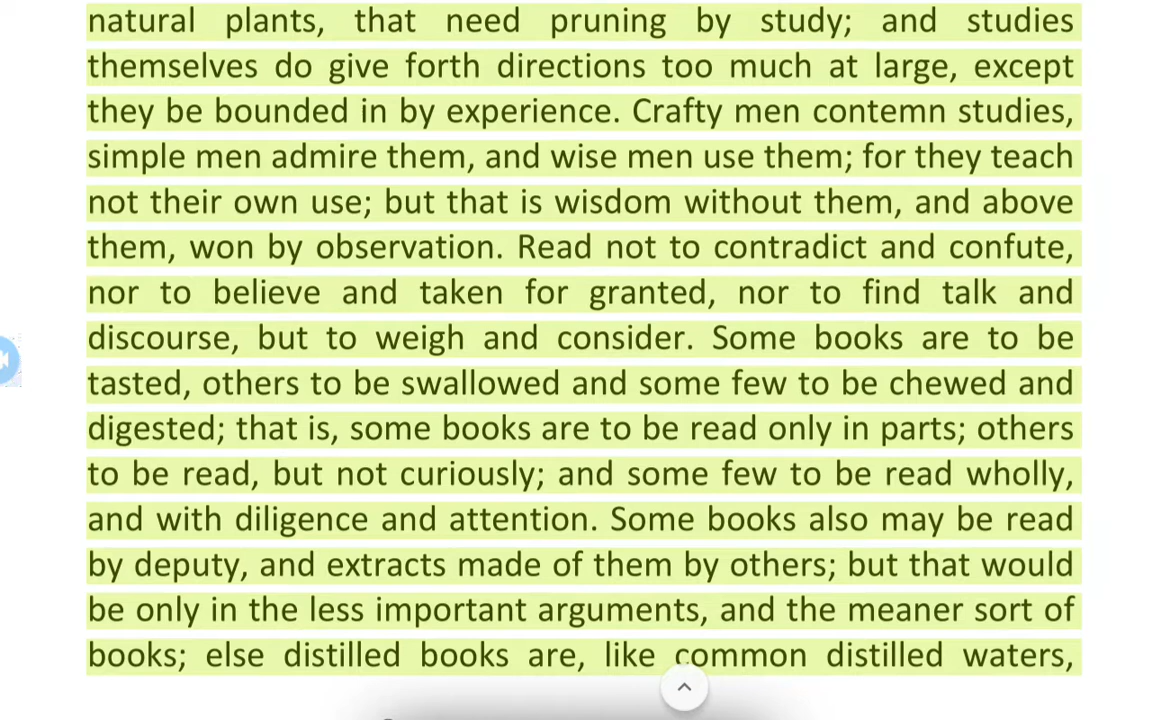 natural plants, that need pruning by study; and studies
themselves do give forth directions too much at large, except
they be bounded in by experience. Crafty men contemn studies,
simple men admire them, and wise men use them; for they teach
not their own use; but that is wisdom without them, and above
them, won by observation. Read not to contradict and confute,
nor to believe and taken for granted, nor to find talk and
discourse, but to weigh and consider. Some books are to be
tasted, others to be swallowed and some few to be chewed and
digested; that is, some books are to be read only in parts; others
to be read, but not curiously; and some few to be read wholly,
and with diligence and attention. Some books also may be read
by deputy, and extracts made of them by others; but that would
be only in the less important arguments, and the meaner sort of
books; else distilled books are, like common distilled waters,